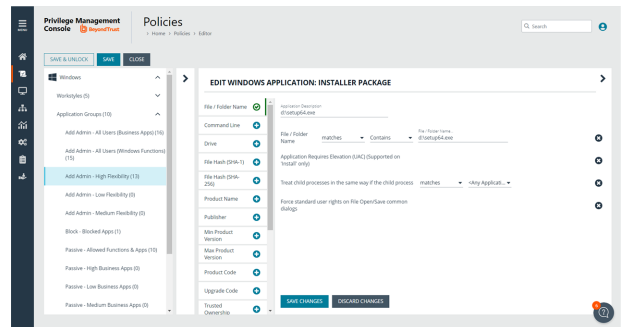 MENU
Privilege Management
Console BeyondTrust
Policies
> Home > Policies > Editor
Search
SAVE & UNLOCK
SAVE
CLOSE
Windows
Workstyles (5)
Application Groups (10)
Add Admin - All Users (Business Apps) (16)
Add Admin - All Users (Windows Functions)
(15)
Add Admin - High Flexibility (13)
Add Admin - Low Flexibility (0)
Add Admin - Medium Flexibility (0)
Block - Blocked Apps (1)
Passive - Allowed Functions & Apps (10)
Passive - High Business Apps (0)
Passive - Low Business Apps (0)
Passive - Medium Business Apps (0)
EDIT WINDOWS APPLICATION: INSTALLER PACKAGE
File / Folder Name
Command Line
Drive
File Hash (SHA-1)
File Hash (SHA-
256)
Product Name
Publisher
Min Product
Version
Max Product
Version
Product Code
Upgrade Code
Trusted
Ownership
Application Description
d:\setup64.exe
File / Folder
Name
matches
Contains
File / Folder Name...
d:\setup64.exe
Application Requires Elevation (UAC) (Supported on
'Install' only)
Treat child processes in the same way if the child process
matches
<Any Applicati...
Force standard user rights on File Open/Save common
dialogs
SAVE CHANGES
DISCARD CHANGES